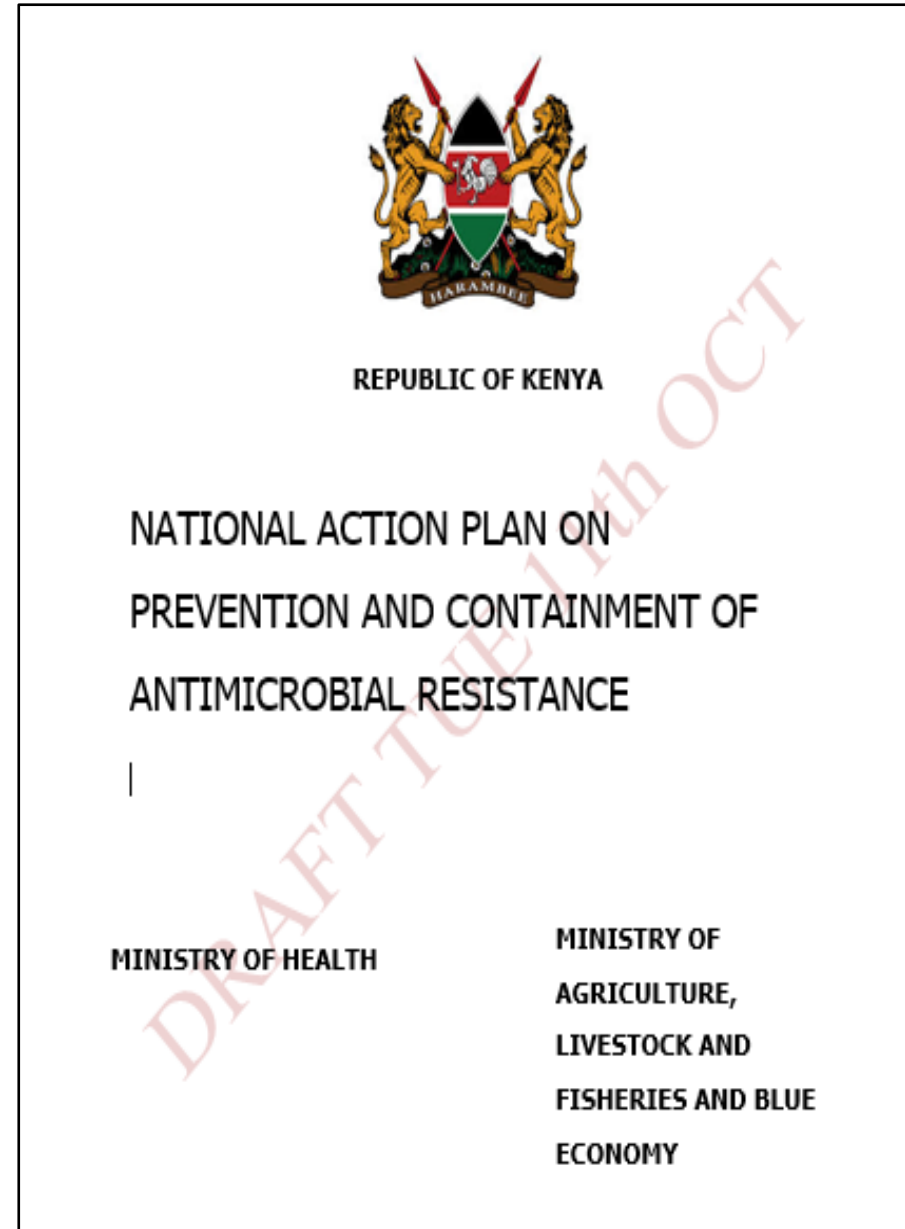 HARAMBEE
REPUBLIC OF KENYA
NATIONAL ACTION PLAN ON
PREVENTION AND CONTAINMENT OF
ANTIMICROBIAL RESISTANCE
DRAFT TUE 11th OCT
MINISTRY OF HEALTH
MINISTRY OF
AGRICULTURE,
LIVESTOCK AND
FISHERIES AND BLUE
ECONOMY